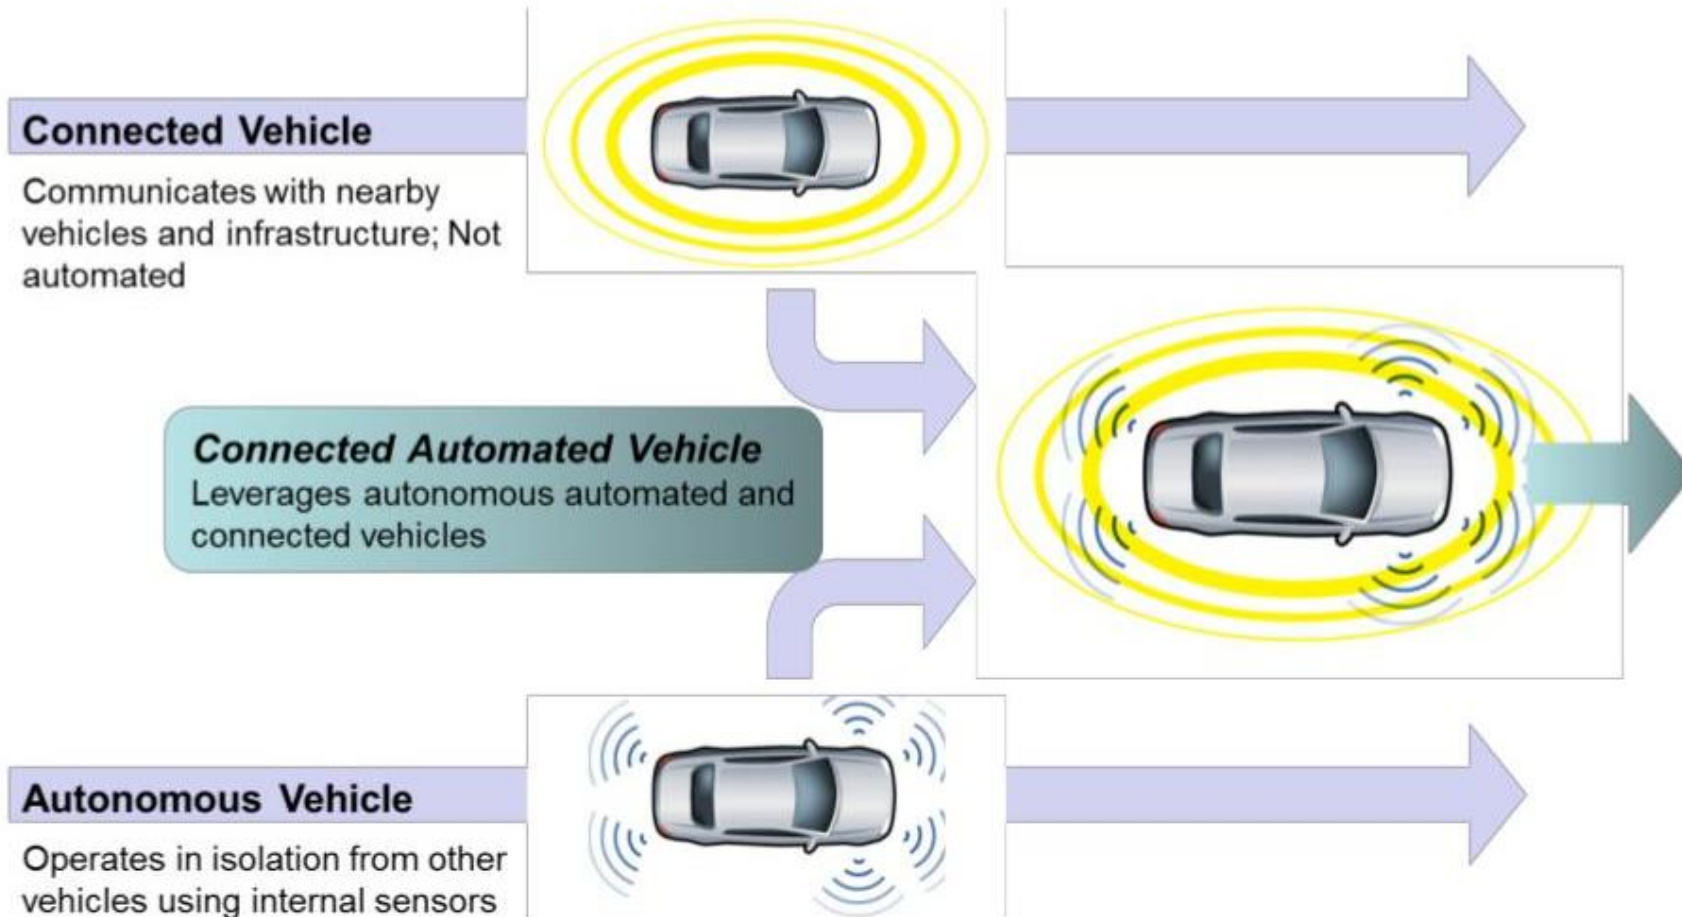 Connected Vehicle
Communicates with nearby
vehicles and infrastructure; Not
automated
Connected Automated Vehicle
Leverages autonomous automated and
connected vehicles
Autonomous Vehicle
Operates in isolation from other
vehicles using internal sensors